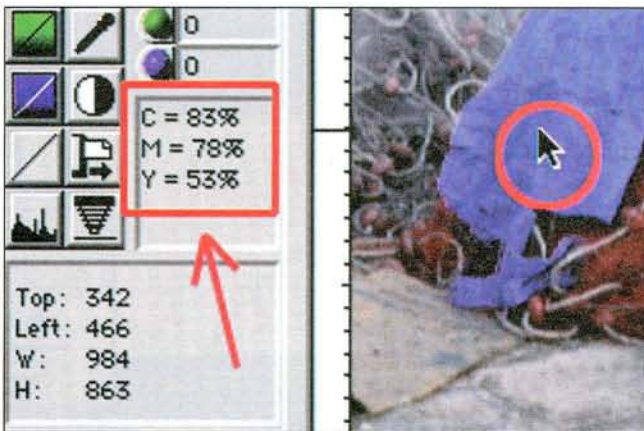 0
0
C = 83%
M = 78%
Y = 53%
Top: 342
Left: 466
W: 984
H: 863